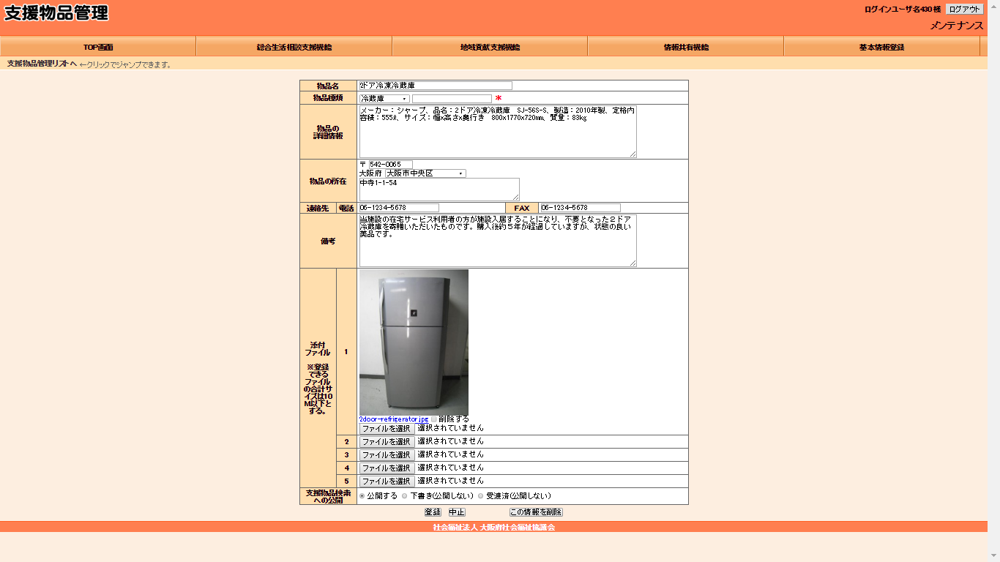 支援物品管理
ログインユーザ名430 様 ログアウト
メンテナンス
TOP画面 総合生活相談支援機能 地域貢献支援機能 情報共有機能 基本情報登録
支援物品管理リストへ ←クリックでジャンプできます。
物品名 2ドア冷凍冷蔵庫
物品種類 冷蔵庫 *
物品の
詳細情報
メーカー：シャープ、品名：2ドア冷凍冷蔵庫　SJ-56S-S、製造：2010年製、定格内
容積：555ℓ、サイズ：幅x高さx奥行き　800x1770x720mm、質量：83kg
物品の所在
〒 542-0065
大阪府 大阪市中央区
中寺1-1-54
連絡先 電話 06-1234-5678 FAX 06-1234-5678
備考
当施設の在宅サービス利用者の方が施設入居することになり、不要となった２ドア
冷蔵庫を寄贈いただいたものです。購入後約５年が経過していますが、状態の良い
美品です。
添付
ファイル
※登録
できる
ファイル
の合計サ
イズは10
M以下と
する。
1
2door-refrigerator.jpg 削除する
ファイルを選択 選択されていません
2 ファイルを選択 選択されていません
3 ファイルを選択 選択されていません
4 ファイルを選択 選択されていません
5 ファイルを選択 選択されていません
支援物品検索
への公開
公開する 下書き(公開しない) 受渡済(公開しない)
登録 中止 この情報を削除
社会福祉法人 大阪府社会福祉協議会